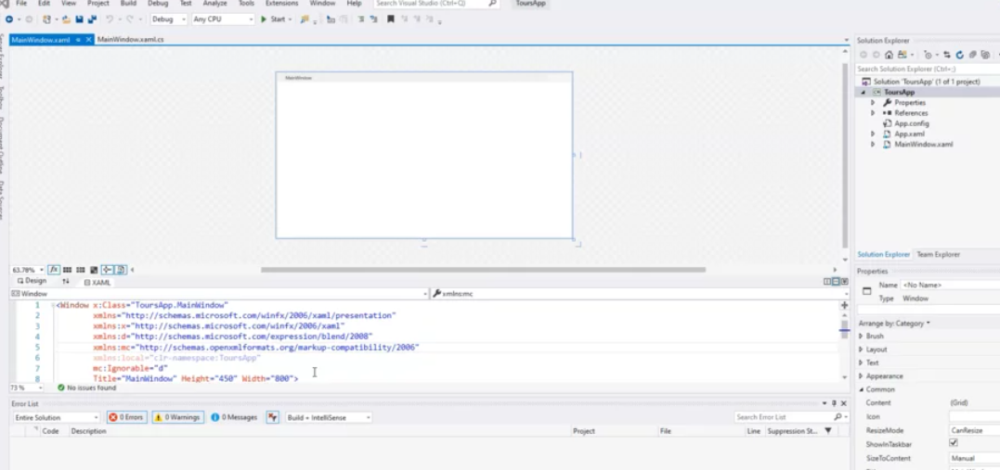 File Edit View Project Build Debug Test Analyze Tools Extensions Window Help Search Visual Studio (Ctrl+Q) ToursApp
Debug Any CPU Start
MainWindow.xaml MainWindow.xaml.cs
Server Explorer Toolbox Document Outline Data Sources
MainWindow
63.78%
Design XAML
Window xmlns:mc
1 <Window x:Class="ToursApp.MainWindow"
2 xmlns="http://schemas.microsoft.com/winfx/2006/xaml/presentation"
3 xmlns:x="http://schemas.microsoft.com/winfx/2006/xaml"
4 xmlns:d="http://schemas.microsoft.com/expression/blend/2008"
5 xmlns:mc="http://schemas.openxmlformats.org/markup-compatibility/2006"
6 xmlns:local="clr-namespace:ToursApp"
7 mc:Ignorable="d"
8 Title="MainWindow" Height="450" Width="800">
73 % No issues found
Error List
Entire Solution 0 Errors 0 Warnings 0 Messages Build + IntelliSense Search Error List
Code Description Project File Line Suppression St...
Solution Explorer
Search Solution Explorer (Ctrl+;)
Solution 'ToursApp' (1 of 1 project)
ToursApp
Properties
References
App.config
App.xaml
MainWindow.xaml
Solution Explorer Team Explorer
Properties
Name <No Name>
Type Window
Arrange by: Category
Brush
Layout
Text
Appearance
Common
Content (Grid)
Icon
ResizeMode CanResize
ShowInTaskbar
SizeToContent Manual